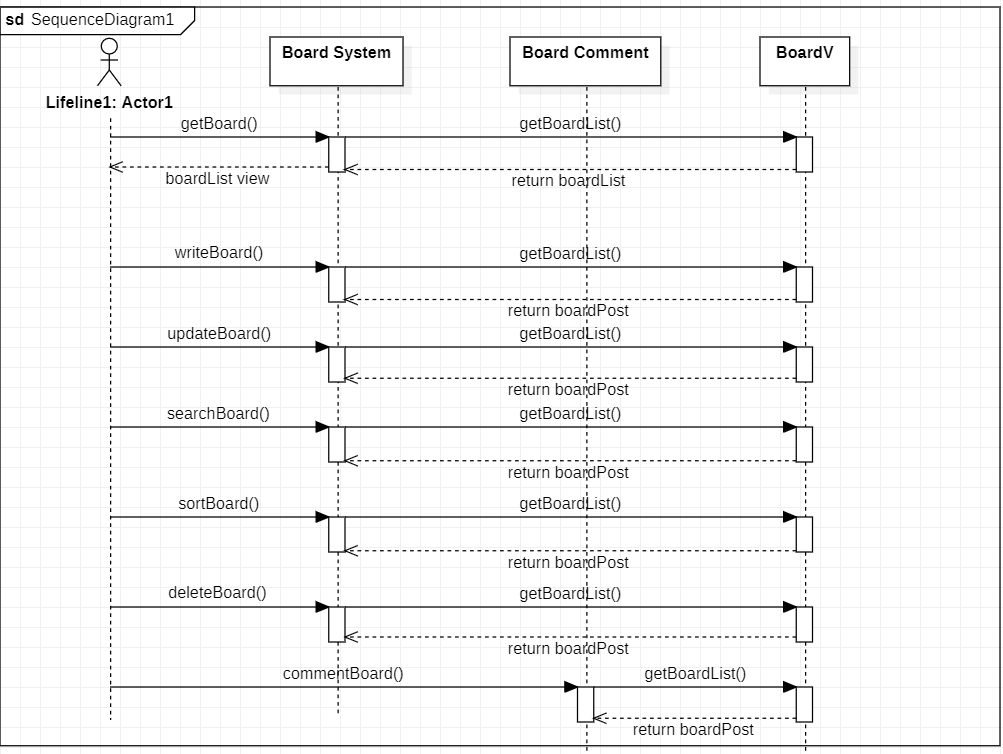 sd SequenceDiagram1
Board System
Board Comment
BoardV
Lifeline1: Actor1
getBoard()
getBoardList()
boardList view
return boardList
writeBoard()
getBoardList()
return boardPost
updateBoard()
getBoardList()
return boardPost
searchBoard()
getBoardList()
return boardPost
sortBoard()
getBoardList()
return boardPost
deleteBoard()
getBoardList()
return boardPost
commentBoard()
getBoardList()
return boardPost